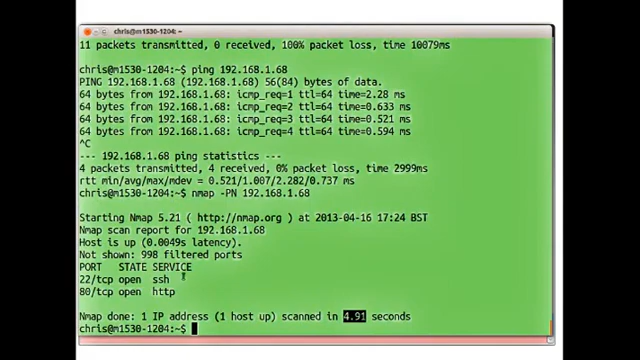 chris@m1530-1204: ~
11 packets transmitted, 0 received, 100% packet loss, time 10079ms
chris@m1530-1204:~$ ping 192.168.1.68
PING 192.168.1.68 (192.168.1.68) 56(84) bytes of data.
64 bytes from 192.168.1.68: icmp_req=1 ttl=64 time=2.28 ms
64 bytes from 192.168.1.68: icmp_req=2 ttl=64 time=0.633 ms
64 bytes from 192.168.1.68: icmp_req=3 ttl=64 time=0.521 ms
64 bytes from 192.168.1.68: icmp_req=4 ttl=64 time=0.594 ms
^C
--- 192.168.1.68 ping statistics ---
4 packets transmitted, 4 received, 0% packet loss, time 2999ms
rtt min/avg/max/mdev = 0.521/1.007/2.282/0.737 ms
chris@m1530-1204:~$ nmap -PN 192.168.1.68
Starting Nmap 5.21 ( http://nmap.org ) at 2013-04-16 17:24 BST
Nmap scan report for 192.168.1.68
Host is up (0.0049s latency).
Not shown: 998 filtered ports
PORT STATE SERVICE
22/tcp open ssh
80/tcp open http
Nmap done: 1 IP address (1 host up) scanned in 4.91 seconds
chris@m1530-1204:~$